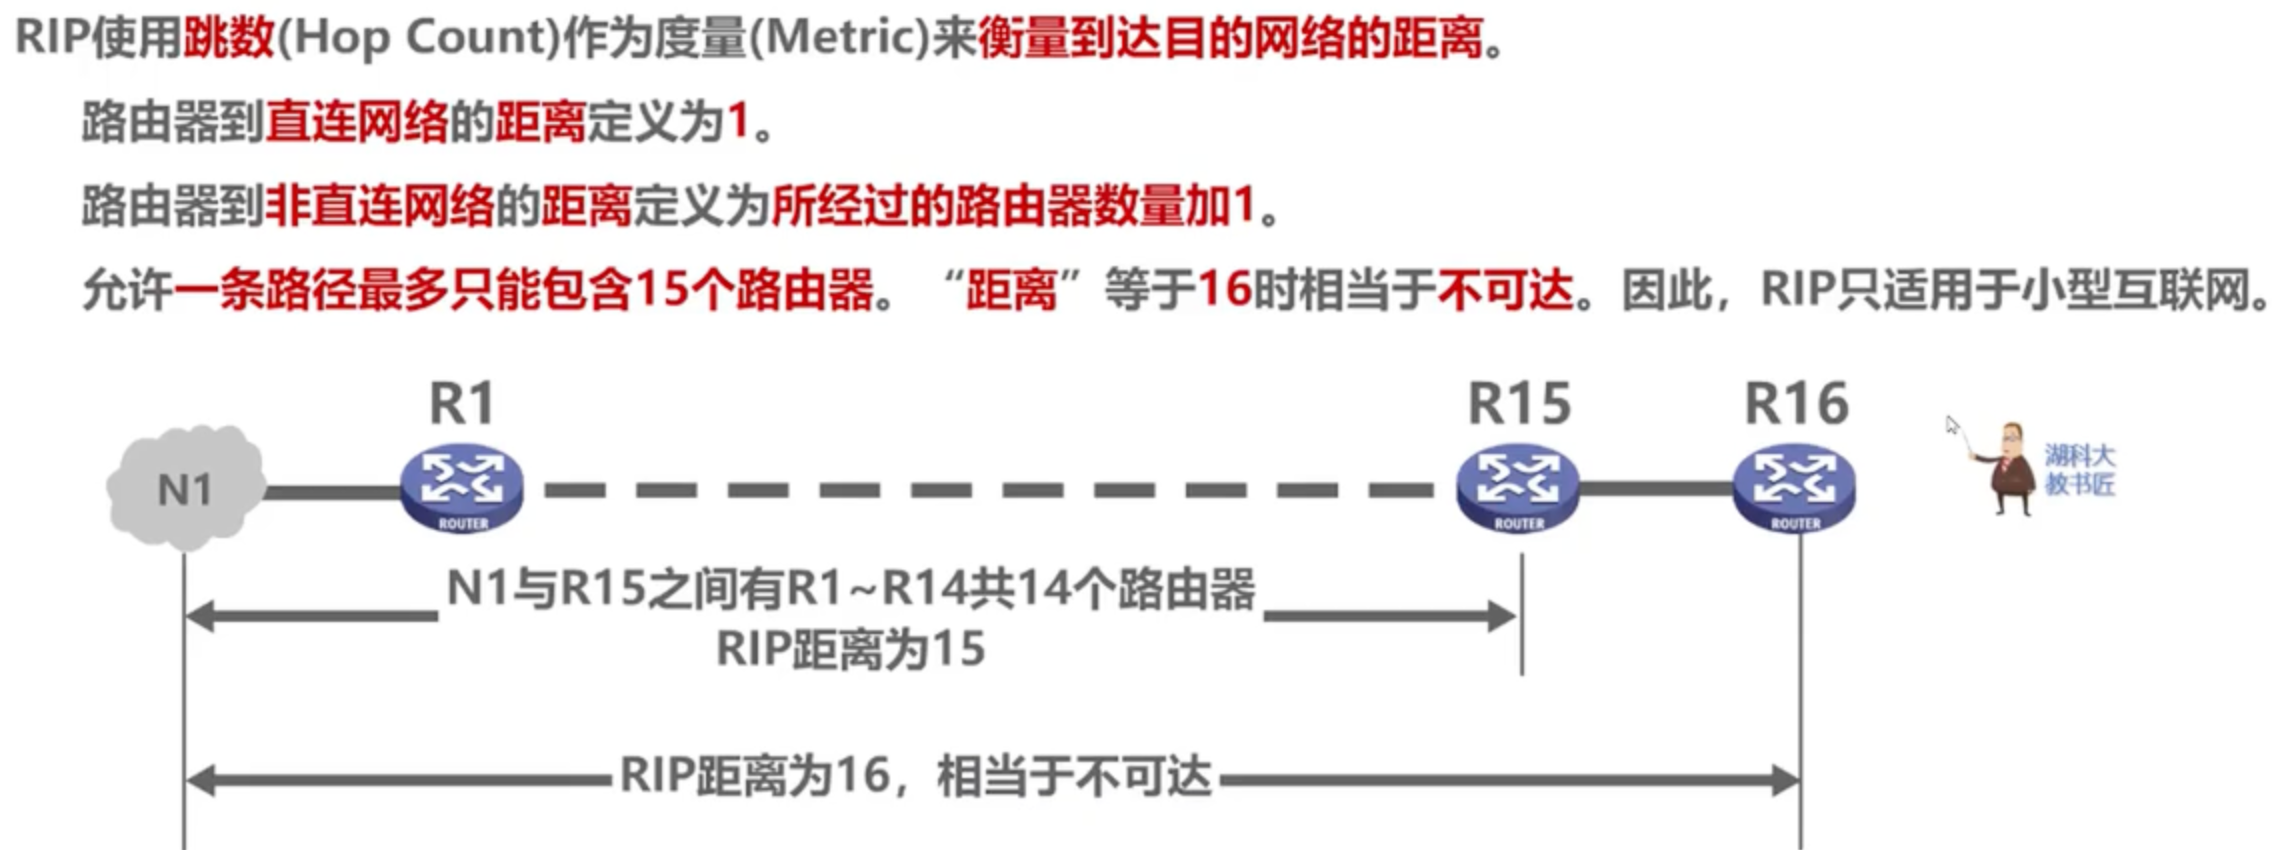 RIP使用跳数(Hop Count)作为度量(Metric)来衡量到达目的网络的距离。
路由器到直连网络的距离定义为1。
路由器到非直连网络的距离定义为所经过的路由器数量加1。
允许一条路径最多只能包含15个路由器。“距离”等于16时相当于不可达。因此，RIP只适用于小型互联网。
R1
R15
R16
N1
ROUTER
ROUTER
ROUTER
湖科大
教书匠
N1与R15之间有R1~R14共14个路由器
RIP距离为15
RIP距离为16，相当于不可达